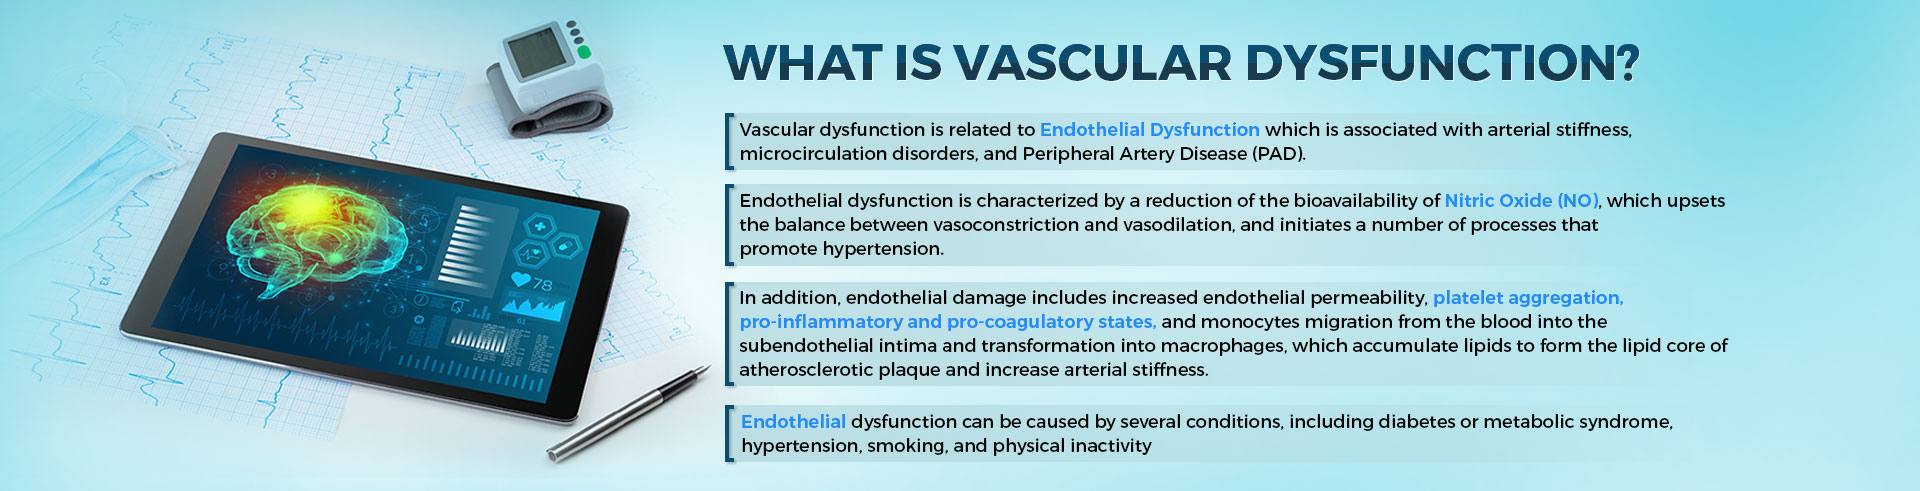 WHAT IS VASCULAR DYSFUNCTION?
Vascular dysfunction is related to Endothelial Dysfunction which is associated with arterial stiffness,
microcirculation disorders, and Peripheral Artery Disease (PAD).
Endothelial dysfunction is characterized by a reduction of the bioavailability of Nitric Oxide (NO), which upsets
the balance between vasoconstriction and vasodilation, and initiates a number of processes that
promote hypertension.
In addition, endothelial damage includes increased endothelial permeability, platelet aggregation,
pro-inflammatory and pro-coagulatory states, and monocytes migration from the blood into the
subendothelial intima and transformation into macrophages, which accumulate lipids to form the lipid core of
atherosclerotic plaque and increase arterial stiffness.
Endothelial dysfunction can be caused by several conditions, including diabetes or metabolic syndrome,
hypertension, smoking, and physical inactivity
78
61